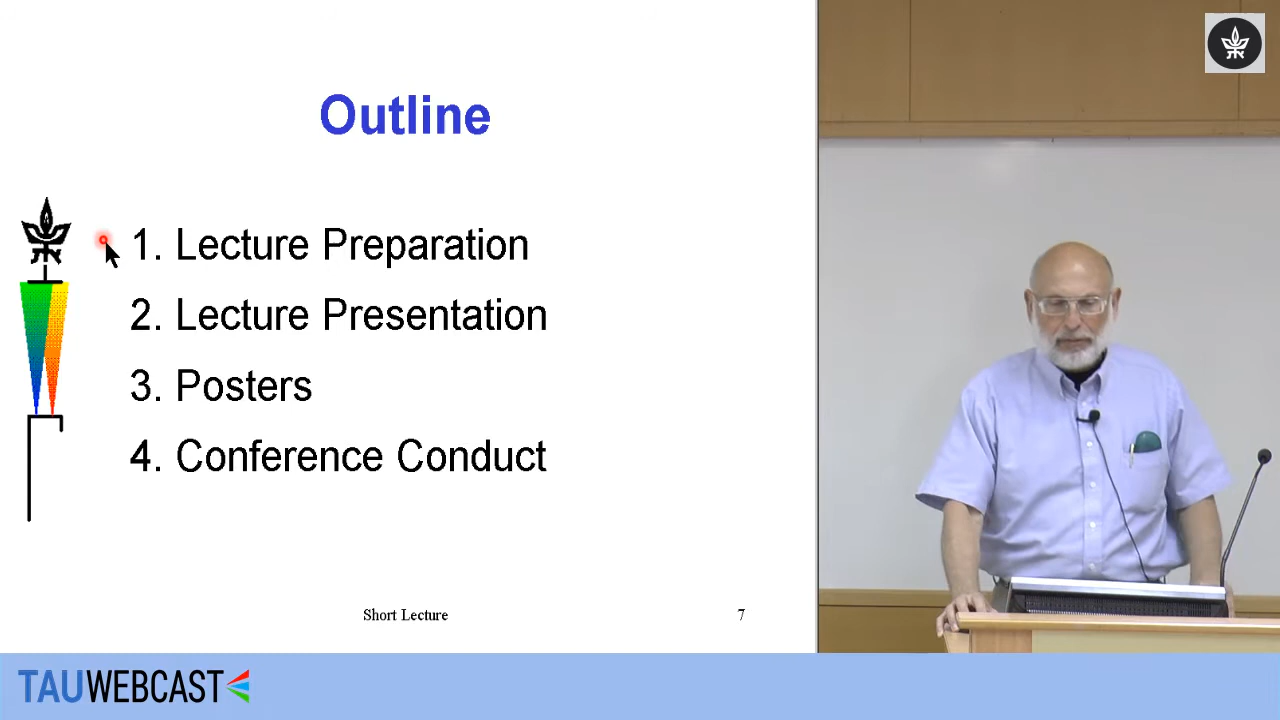 Outline
1. Lecture Preparation
2. Lecture Presentation
3. Posters
4. Conference Conduct
Short Lecture
7
TAUWEBCAST